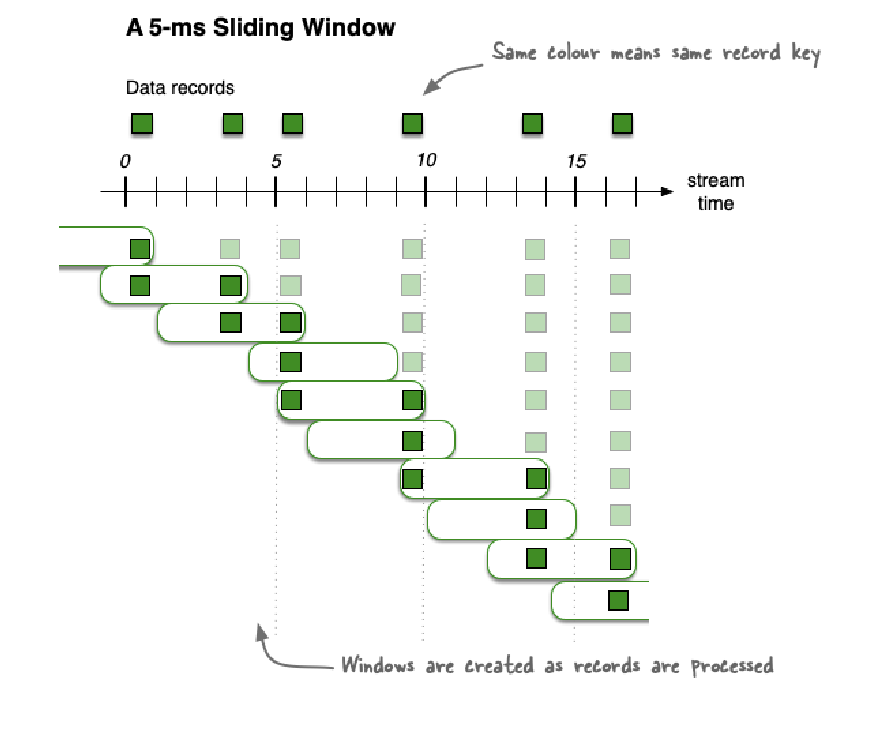 A 5-ms Sliding Window
Same colour means same record key
Data records
0 5 10 15
stream
time
Windows are created as records are processed